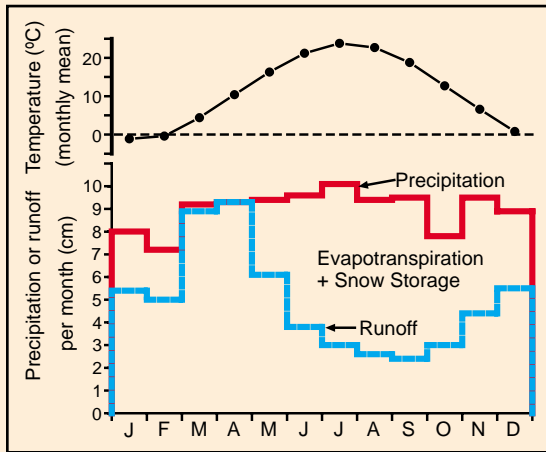 Temperature (ºC)
(monthly mean)
20
10
0
Precipitation or runoff
per month (cm)
10
9
8
7
6
5
4
3
2
1
0
Precipitation
Evapotranspiration
+ Snow Storage
Runoff
J F M A M J J A S O N D